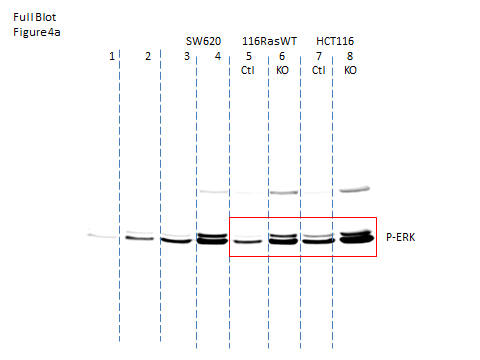 Full Blot
Figure4a
SW620 116RasWT HCT116
1 2 3 4 5 6 7 8
Ctl KO Ctl KO
P-ERK